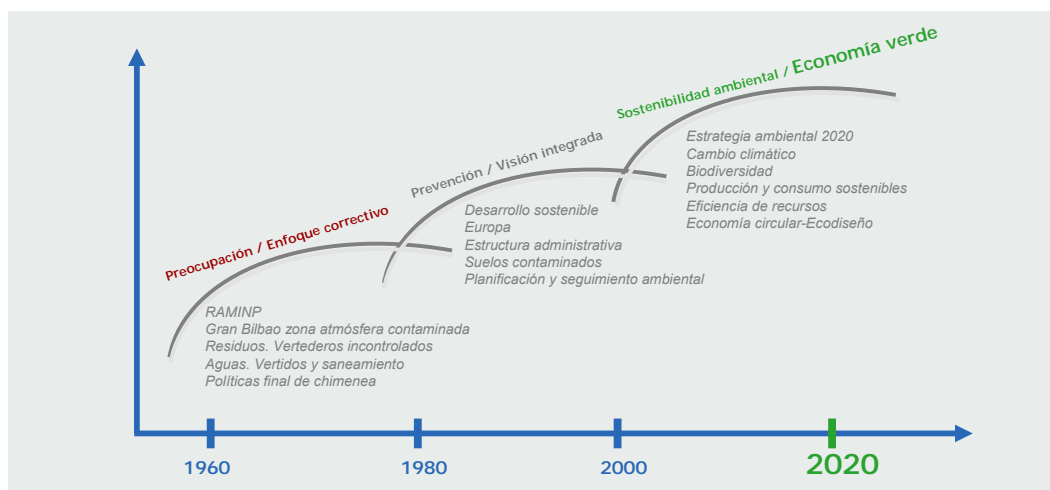 Preocupación / Enfoque correctivo
RAMINP
Gran Bilbao zona atmósfera contaminada
Residuos. Vertederos incontrolados
Aguas. Vertidos y saneamiento
Políticas final de chimenea
Prevención / Visión integrada
Desarrollo sostenible
Europa
Estructura administrativa
Suelos contaminados
Planificación y seguimiento ambiental
Sostenibilidad ambiental / Economía verde
Estrategia ambiental 2020
Cambio climático
Biodiversidad
Producción y consumo sostenibles
Eficiencia de recursos
Economía circular-Ecodiseño
1960
1980
2000
2020